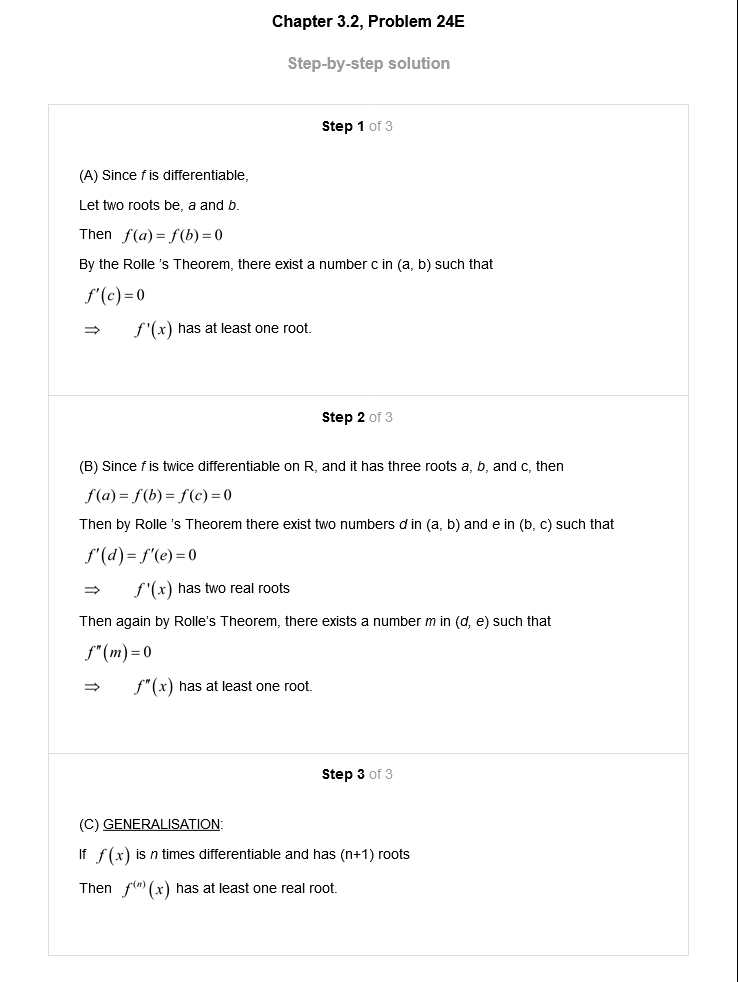 Chapter 3.2, Problem 24E
Step-by-step solution
Step 1 of 3
(A) Since f is differentiable,
Let two roots be, a and b.
Then f(a) = f(b) = 0
By the Rolle 's Theorem, there exist a number c in (a, b) such that
f'(c) = 0
⇒ f'(x) has at least one root.
Step 2 of 3
(B) Since f is twice differentiable on R, and it has three roots a, b, and c, then
f(a) = f(b) = f(c) = 0
Then by Rolle 's Theorem there exist two numbers d in (a, b) and e in (b, c) such that
f'(d) = f'(e) = 0
⇒ f'(x) has two real roots
Then again by Rolle's Theorem, there exists a number m in (d, e) such that
f"(m) = 0
⇒ f"(x) has at least one root.
Step 3 of 3
(C) GENERALISATION:
If f(x) is n times differentiable and has (n+1) roots
Then f⁽ⁿ⁾(x) has at least one real root.